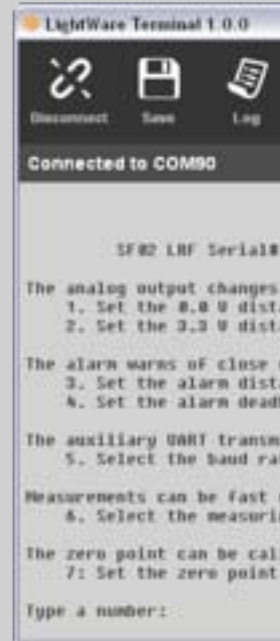 LightWare Terminal 1.0.0
Disconnect Save Log
Connected to COM90
SF02 LRF Serial#
The analog output changes
1. Set the 0.0 V dist
2. Set the 3.3 V dist
The alarm warns of close
3. Set the alarm dist
4. Set the alarm dead
The auxiliary UART transm
5. Select the baud ra
Measurements can be fast
6. Select the measuri
The zero point can be cal
7: Set the zero point
Type a number: